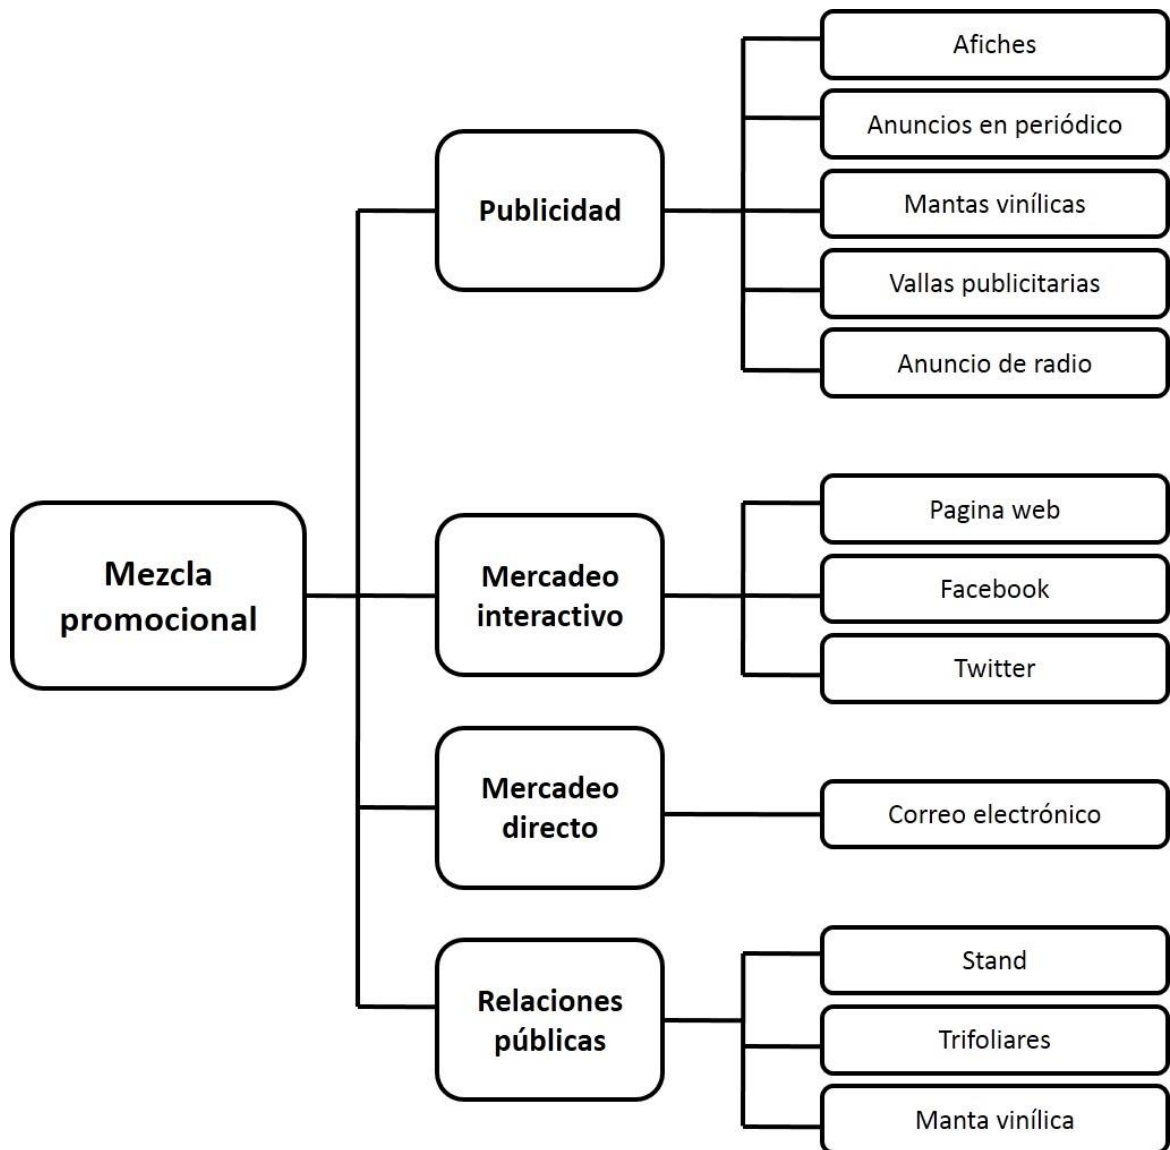 Mezcla
promocional
Publicidad
Afiches
Anuncios en periódico
Mantas vinílicas
Vallas publicitarias
Anuncio de radio
Mercadeo
interactivo
Pagina web
Facebook
Twitter
Mercadeo
directo
Correo electrónico
Relaciones
públicas
Stand
Trifoliares
Manta vinílica